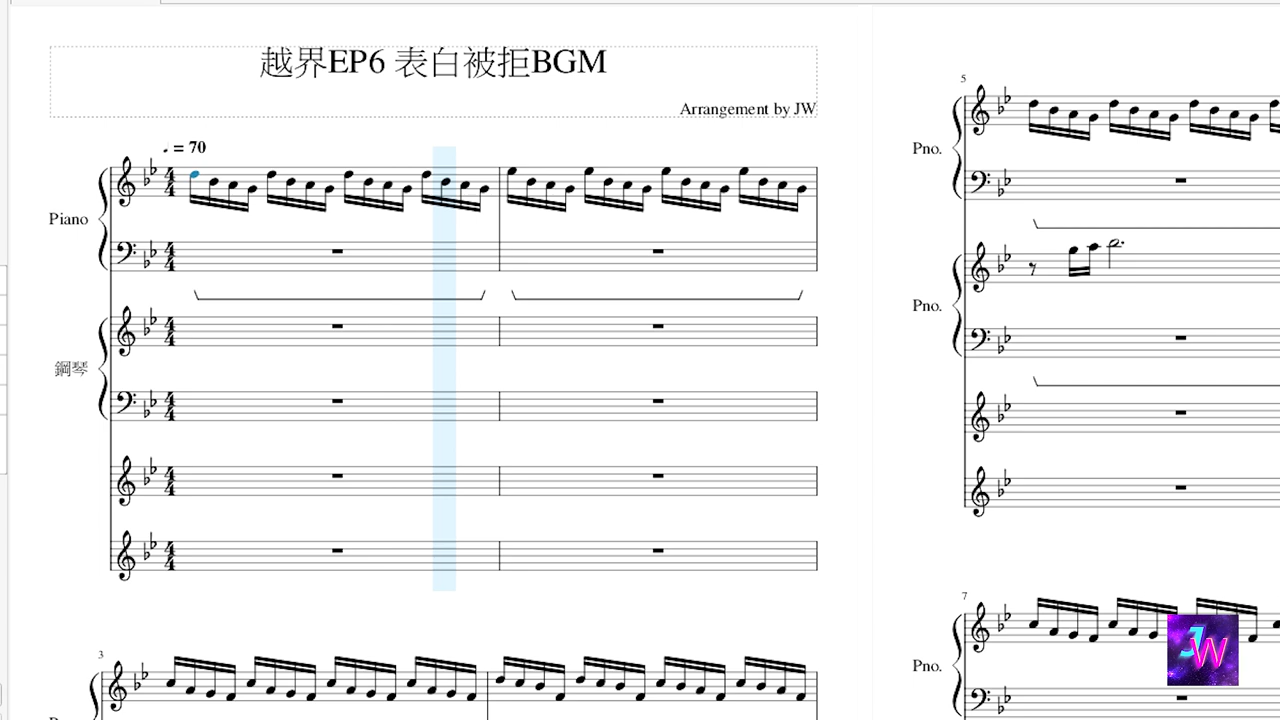 越界EP6 表白被拒BGM
Arrangement by JW
♩. = 70
Piano
鋼琴
3
5
Pno.
Pno.
7
Pno.
JW